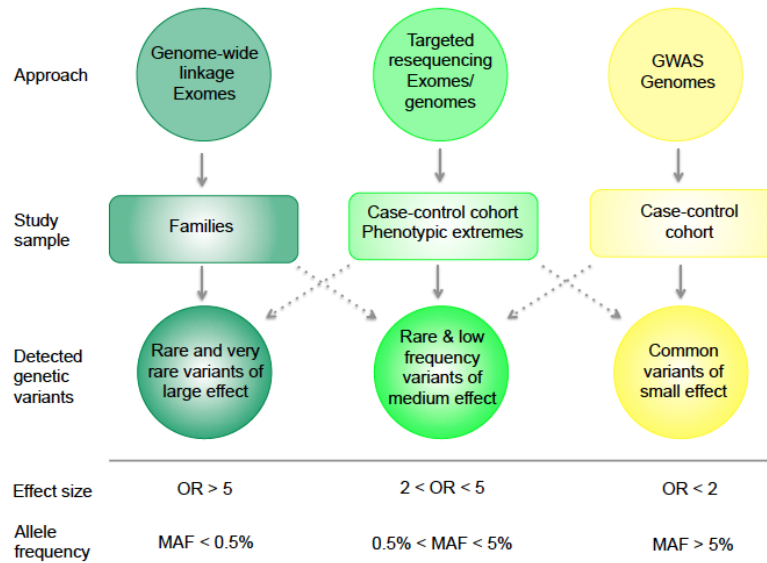 Approach
Genome-wide
linkage
Exomes
Targeted
resequencing
Exomes/
genomes
GWAS
Genomes
Study
sample
Families
Case-control cohort
Phenotypic extremes
Case-control
cohort
Detected
genetic
variants
Rare and very
rare variants of
large effect
Rare & low
frequency
variants of
medium effect
Common
variants of
small effect
Effect size
OR > 5
2 < OR < 5
OR < 2
Allele
frequency
MAF < 0.5%
0.5% < MAF < 5%
MAF > 5%